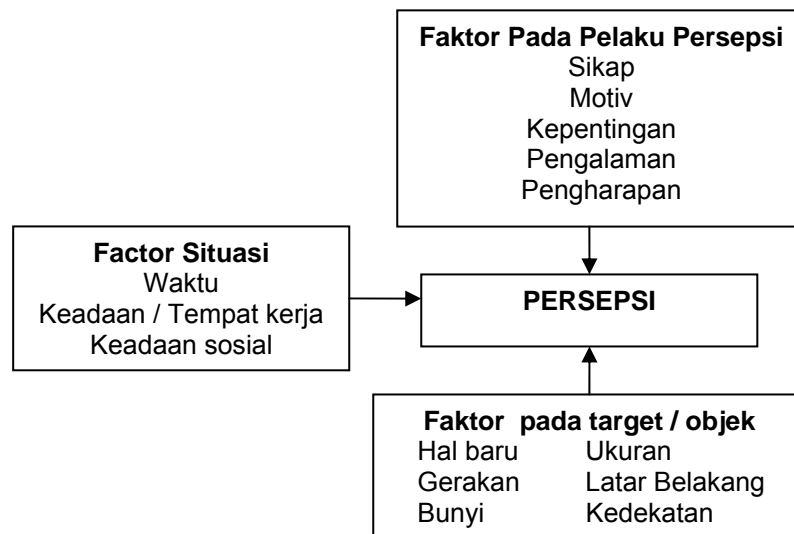 Faktor Pada Pelaku Persepsi
Sikap
Motiv
Kepentingan
Pengalaman
Pengharapan
Factor Situasi
Waktu
Keadaan / Tempat kerja
Keadaan sosial
PERSEPSI
Faktor pada target / objek
Hal baru Ukuran
Gerakan Latar Belakang
Bunyi Kedekatan